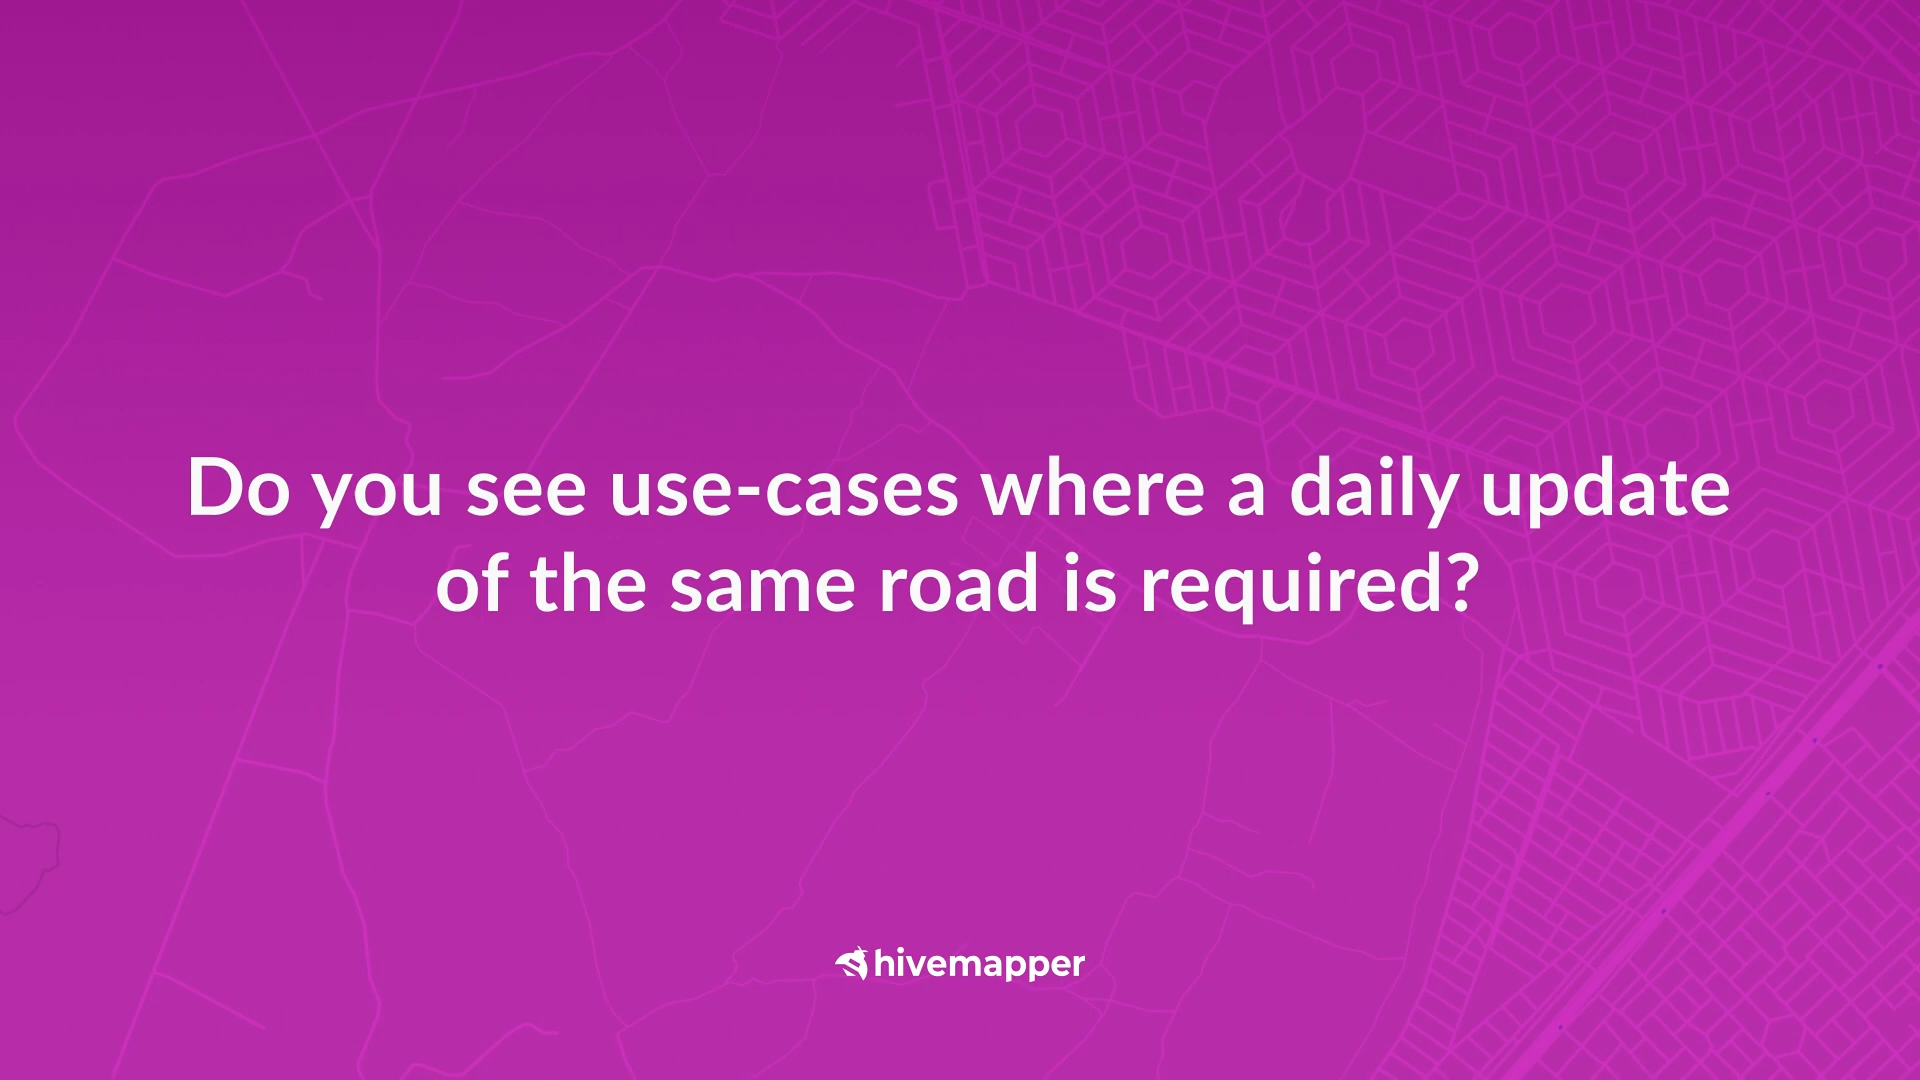 Do you see use-cases where a daily update
of the same road is required?
hivemapper